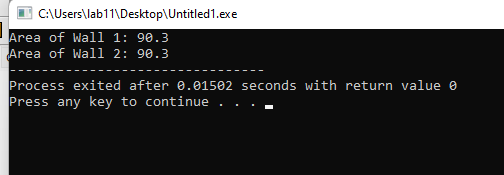 C:\Users\lab11\Desktop\Untitled1.exe
Area of Wall 1: 90.3
Area of Wall 2: 90.3
--------------------------------
Process exited after 0.01502 seconds with return value 0
Press any key to continue . . .